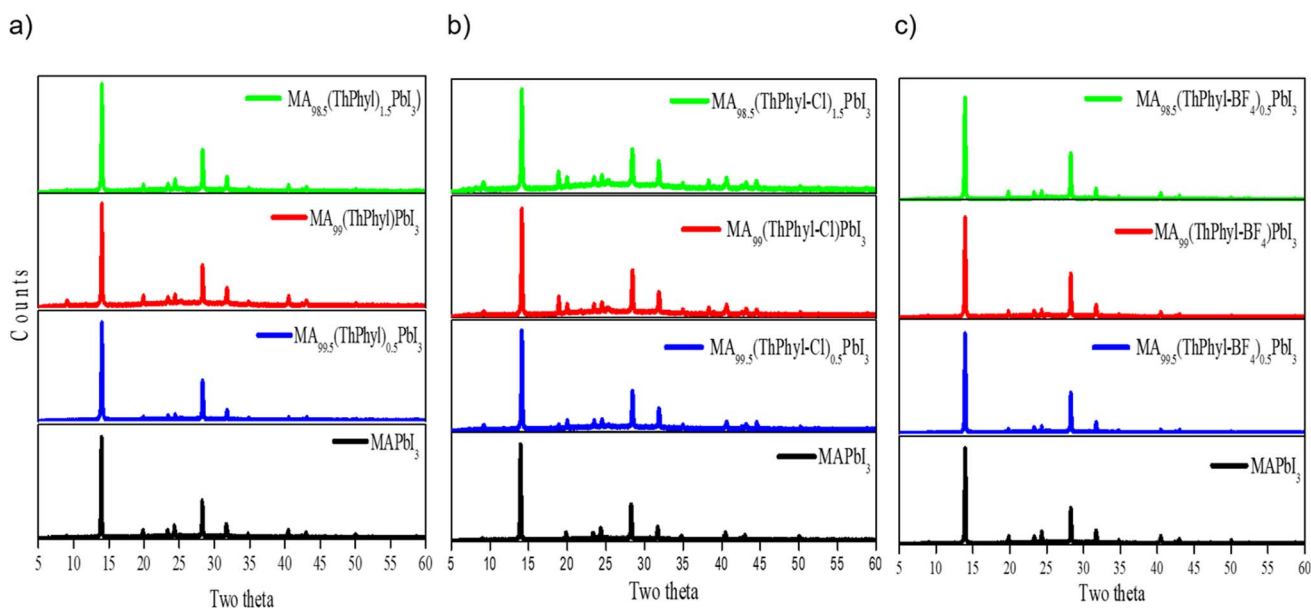 a)
MA₉₈.₅(ThPhyl)₁.₅PbI₃)
MA₉₉(ThPhyl)PbI₃
MA₉₉.₅(ThPhyl)₀.₅PbI₃
MAPbI₃
Counts
5 10 15 20 25 30 35 40 45 50 55 60
Two theta
b)
MA₉₈.₅(ThPhyl-Cl)₁.₅PbI₃
MA₉₉(ThPhyl-Cl)PbI₃
MA₉₉.₅(ThPhyl-Cl)₀.₅PbI₃
MAPbI₃
5 10 15 20 25 30 35 40 45 50 55 60
Two theta
c)
MA₉₈.₅(ThPhyl-BF₄)₀.₅PbI₃
MA₉₉(ThPhyl-BF₄)PbI₃
MA₉₉.₅(ThPhyl-BF₄)₀.₅PbI₃
MAPbI₃
5 10 15 20 25 30 35 40 45 50 55 60
Two theta